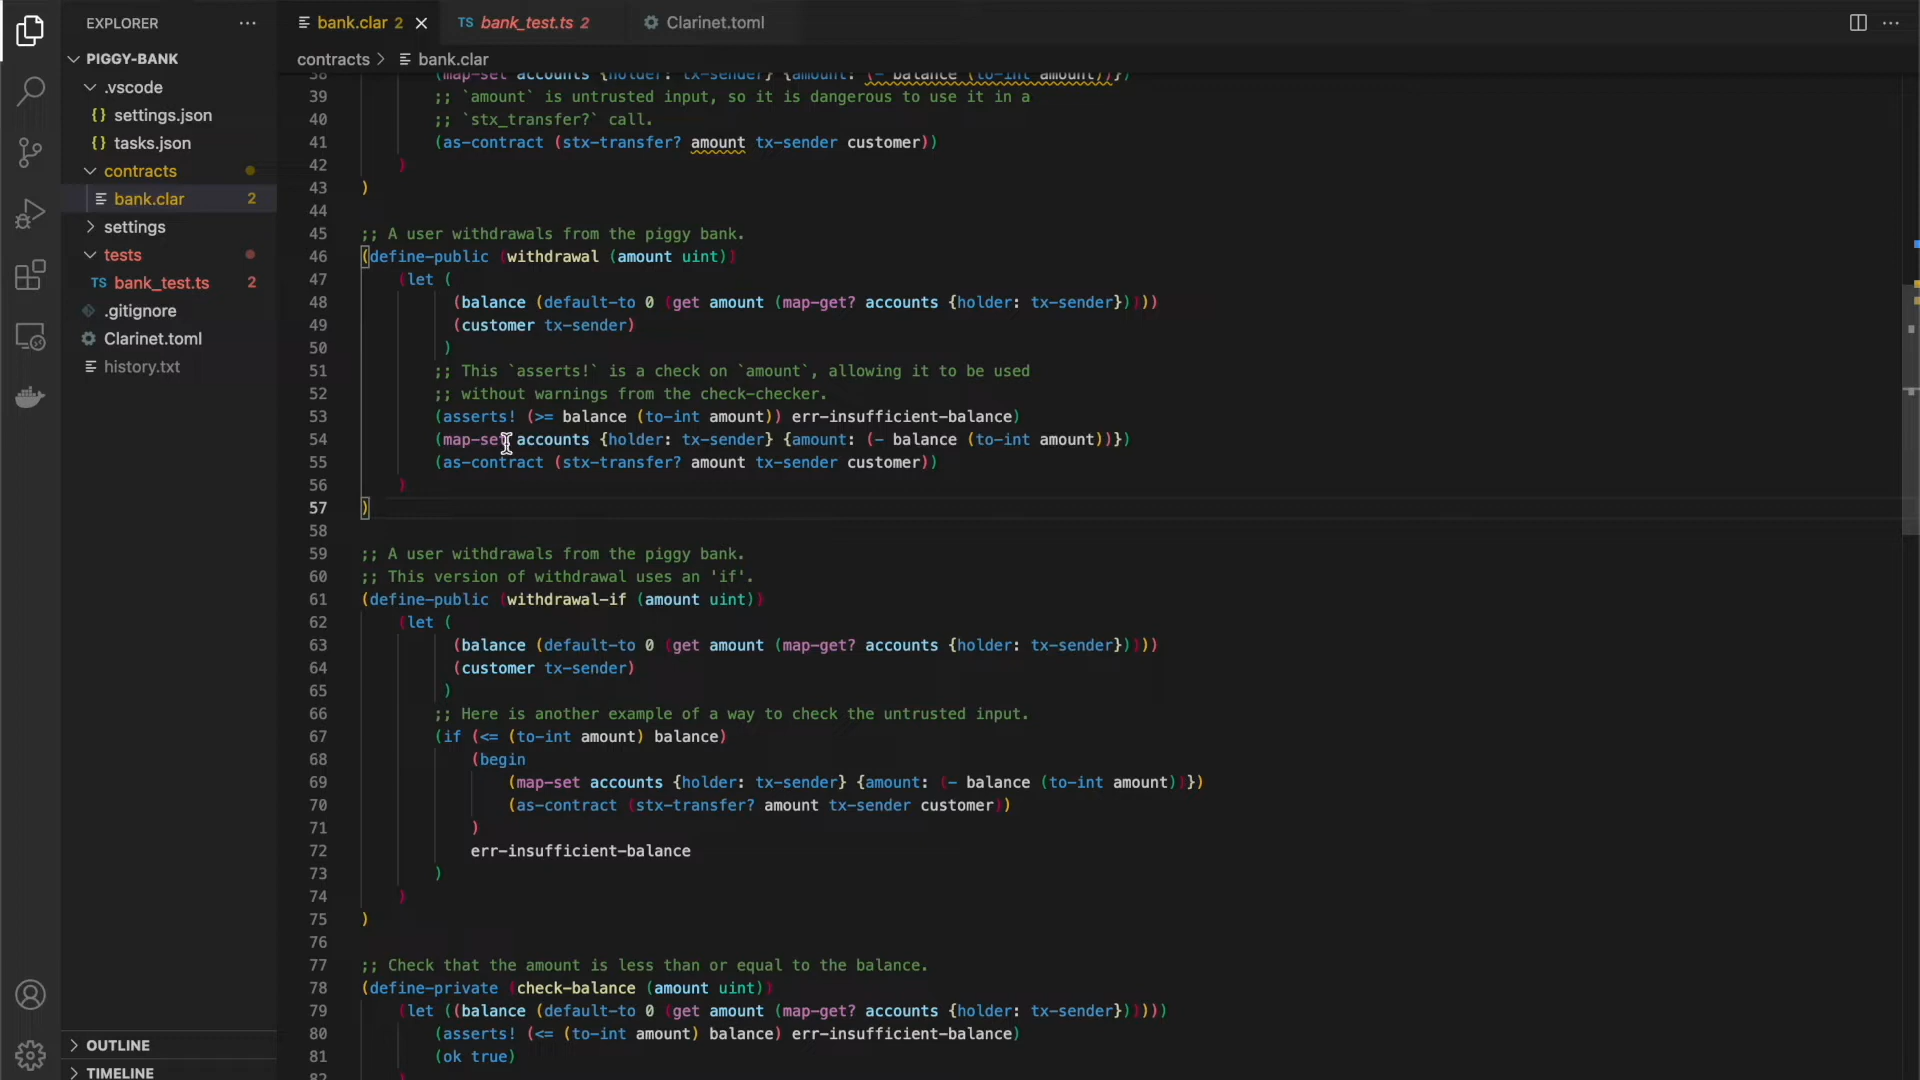 EXPLORER
PIGGY-BANK
.vscode
{} settings.json
{} tasks.json
contracts
bank.clar 2
settings
tests
TS bank_test.ts 2
.gitignore
Clarinet.toml
history.txt
OUTLINE
TIMELINE
bank.clar 2
TS bank_test.ts 2
Clarinet.toml
contracts > bank.clar
38 (map-set accounts {holder: tx-sender} {amount: (- balance (to-int amount))})
39 ;; `amount` is untrusted input, so it is dangerous to use it in a
40 ;; `stx_transfer?` call.
41 (as-contract (stx-transfer? amount tx-sender customer))
42 )
43 )
44
45 ;; A user withdrawals from the piggy bank.
46 (define-public (withdrawal (amount uint))
47 (let (
48 (balance (default-to 0 (get amount (map-get? accounts {holder: tx-sender}))))
49 (customer tx-sender)
50 )
51 ;; This `asserts!` is a check on `amount`, allowing it to be used
52 ;; without warnings from the check-checker.
53 (asserts! (>= balance (to-int amount)) err-insufficient-balance)
54 (map-set accounts {holder: tx-sender} {amount: (- balance (to-int amount))})
55 (as-contract (stx-transfer? amount tx-sender customer))
56 )
57 )
58
59 ;; A user withdrawals from the piggy bank.
60 ;; This version of withdrawal uses an 'if'.
61 (define-public (withdrawal-if (amount uint))
62 (let (
63 (balance (default-to 0 (get amount (map-get? accounts {holder: tx-sender}))))
64 (customer tx-sender)
65 )
66 ;; Here is another example of a way to check the untrusted input.
67 (if (<= (to-int amount) balance)
68 (begin
69 (map-set accounts {holder: tx-sender} {amount: (- balance (to-int amount))})
70 (as-contract (stx-transfer? amount tx-sender customer))
71 )
72 err-insufficient-balance
73 )
74 )
75 )
76
77 ;; Check that the amount is less than or equal to the balance.
78 (define-private (check-balance (amount uint))
79 (let ((balance (default-to 0 (get amount (map-get? accounts {holder: tx-sender})))))
80 (asserts! (<= (to-int amount) balance) err-insufficient-balance)
81 (ok true)
82 )